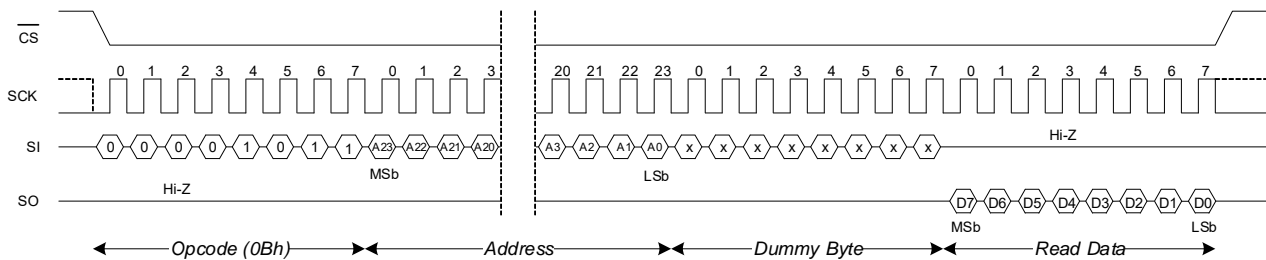 CS
0 1 2 3 4 5 6 7 0 1 2 3 20 21 22 23 0 1 2 3 4 5 6 7 0 1 2 3 4 5 6 7
SCK
Hi-Z
SI 0 0 0 0 1 0 1 1 A23 A22 A21 A20 A3 A2 A1 A0 X X X X X X X X
MSb LSb
Hi-Z
SO D7 D6 D5 D4 D3 D2 D1 D0
MSb LSb
Opcode (0Bh) Address Dummy Byte Read Data